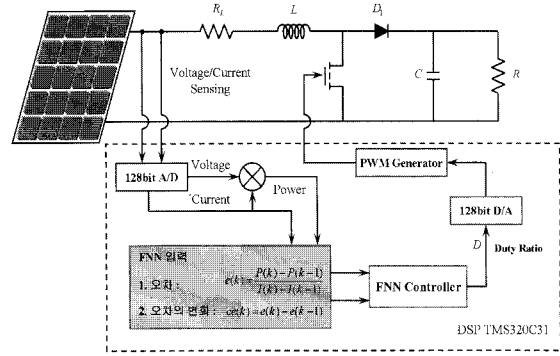 R_L
L
D_1
Voltage/Current
Sensing
C
R
128bit A/D
Voltage
Current
Power
PWM Generator
128bit D/A
D
Duty Ratio
FNN 입력
1. 오차 : e(k) = P(k) - P(k-1) / I(k) - I(k-1)
2. 오차의 변화 : ce(k) = e(k) - e(k-1)
FNN Controller
DSP TMS320C31